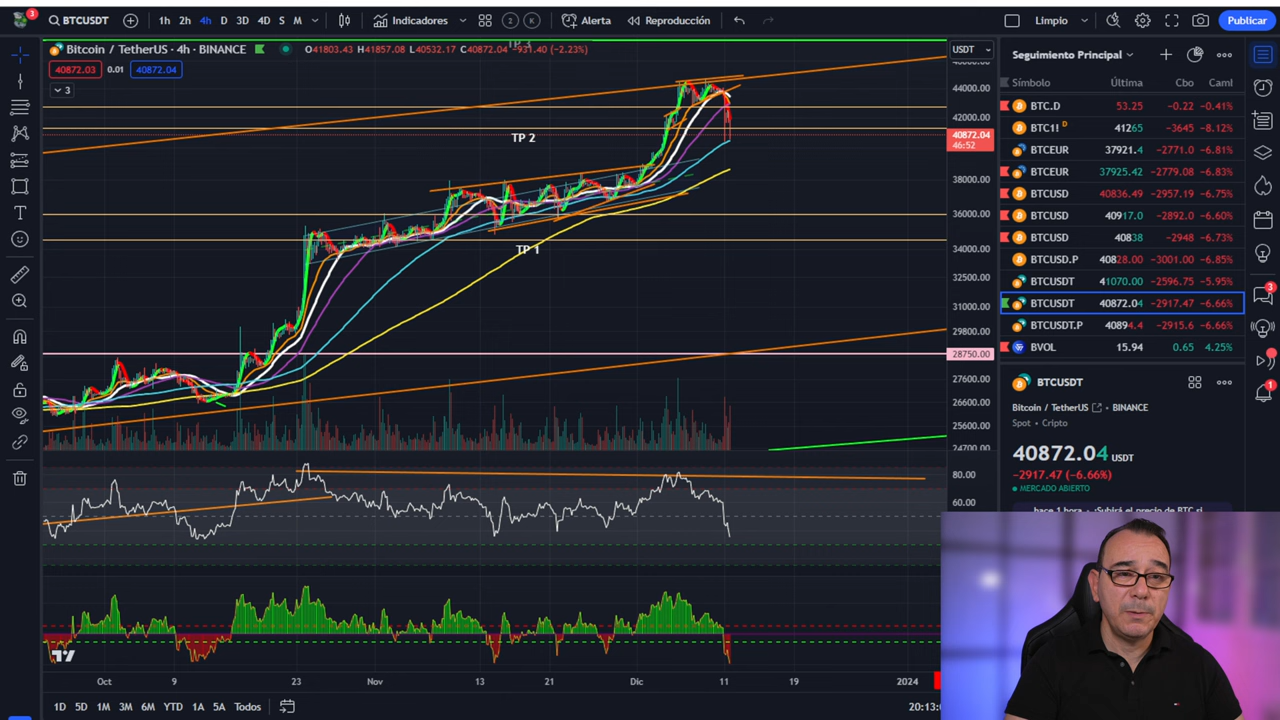 3
BTCUSDT
1h 2h 4h D 3D 4D S M
Indicadores
2 K
Alerta
Reproducción
Limpio
Publicar
Bitcoin / TetherUS · 4h · BINANCE O41803.43 H41857.08 L40532.17 C40872.04 -931.40 (-2.23%)
40872.03 0.01 40872.04
3
TP 2
TP 1
USDT
44000.00
42000.00
40872.04
46:52
38000.00
36000.00
34000.00
32500.00
31000.00
29800.00
28750.00
27600.00
26600.00
25600.00
24700.00
80.00
60.00
Oct 9 23 Nov 13 21 Dic 11 19 2024
1D 5D 1M 3M 6M YTD 1A 5A Todos
Seguimiento Principal
Símbolo Última Cbo Caml
BTC.D 53.25 -0.22 -0.41%
BTC1! D 41265 -3645 -8.12%
BTCEUR 37921.4 -2771.0 -6.81%
BTCEUR 37925.42 -2779.08 -6.83%
BTCUSD 40836.49 -2957.19 -6.75%
BTCUSD 40917.0 -2892.0 -6.60%
BTCUSD 40838 -2948 -6.73%
BTCUSD.P 40828.00 -3001.00 -6.85%
BTCUSDT 41070.00 -2596.75 -5.95%
BTCUSDT 40872.04 -2917.47 -6.66%
BTCUSDT.P 40894.4 -2915.6 -6.66%
BVOL 15.94 0.65 4.25%
BTCUSDT
Bitcoin / TetherUS • BINANCE
Spot • Cripto
40872.04 USDT
−2917.47 (−6.66%)
MERCADO ABIERTO
3
1